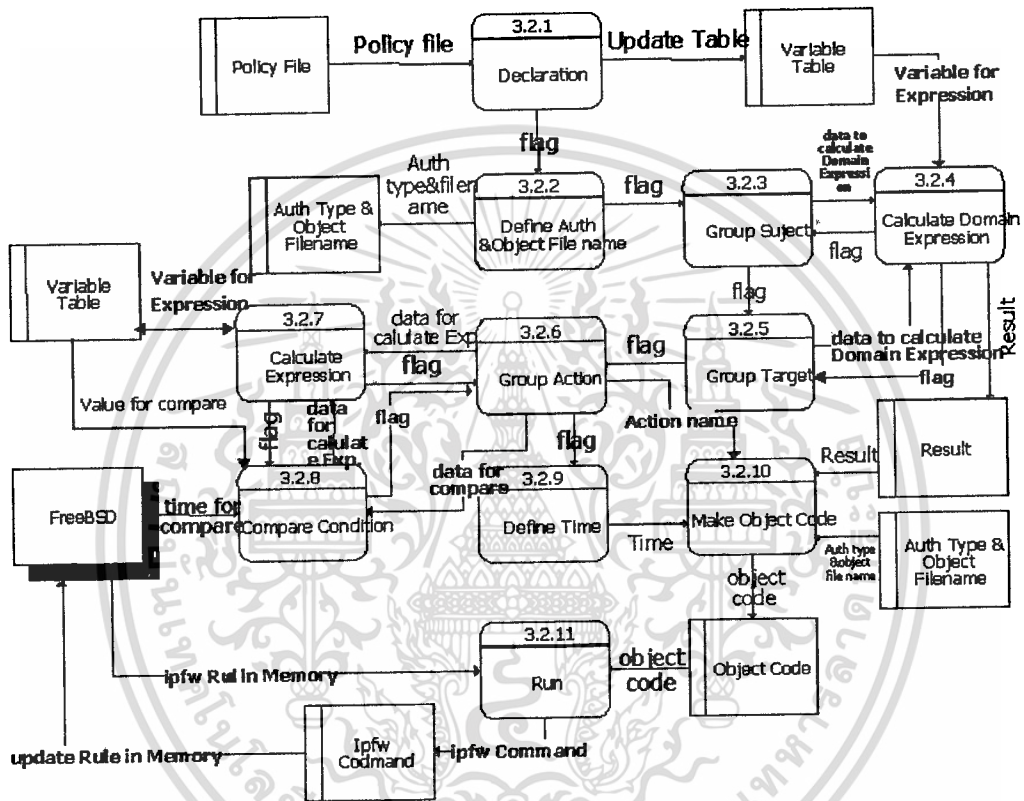 3.2.1
Policy file
Update Table
Policy File
Declaration
Variable
Table
Variable for
Expression
flag
Auth
type&filer
ame
3.2.2
flag
3.2.3
data to
calculate
Domain
Expressi
on
3.2.4
Auth Type &
Object
Filename
Define Auth
&Object File name
Group Suject
Calculate Domain
Expression
flag
Variable
Table
Variable for
Expression
flag
3.2.7
data for
calulate Exp
3.2.6
flag
3.2.5
data to calculate
Domain Expression
flag
Result
Calculate
Expression
flag
Group Action
Group Target
Value for compare
flag
data
for
calulat
e Exp
flag
Action name
flag
3.2.8
data for
compare
3.2.9
3.2.10
Result
Result
FreeBSD
time for
compare
Compare Condition
Define Time
Make Object Code
Time
Auth type
&object
file name
Auth Type &
Object
Filename
object
code
3.2.11
object
code
Object Code
ipfw Rul in Memory
Run
Ipfw
Codmand
ipfw Command
update Rule in Memory